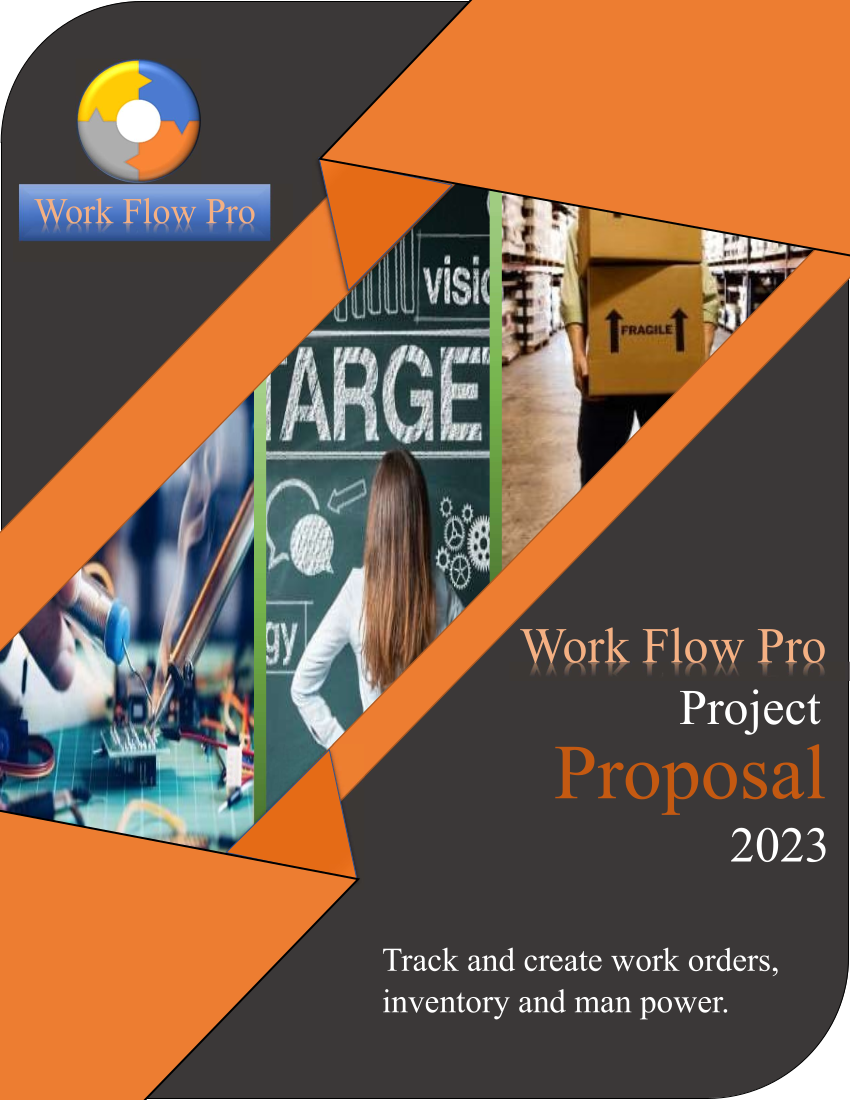 Work Flow Pro
visic
TARGET
FRAGILE
gy
Work Flow Pro
Project
Proposal
2023
Track and create work orders,
inventory and man power.